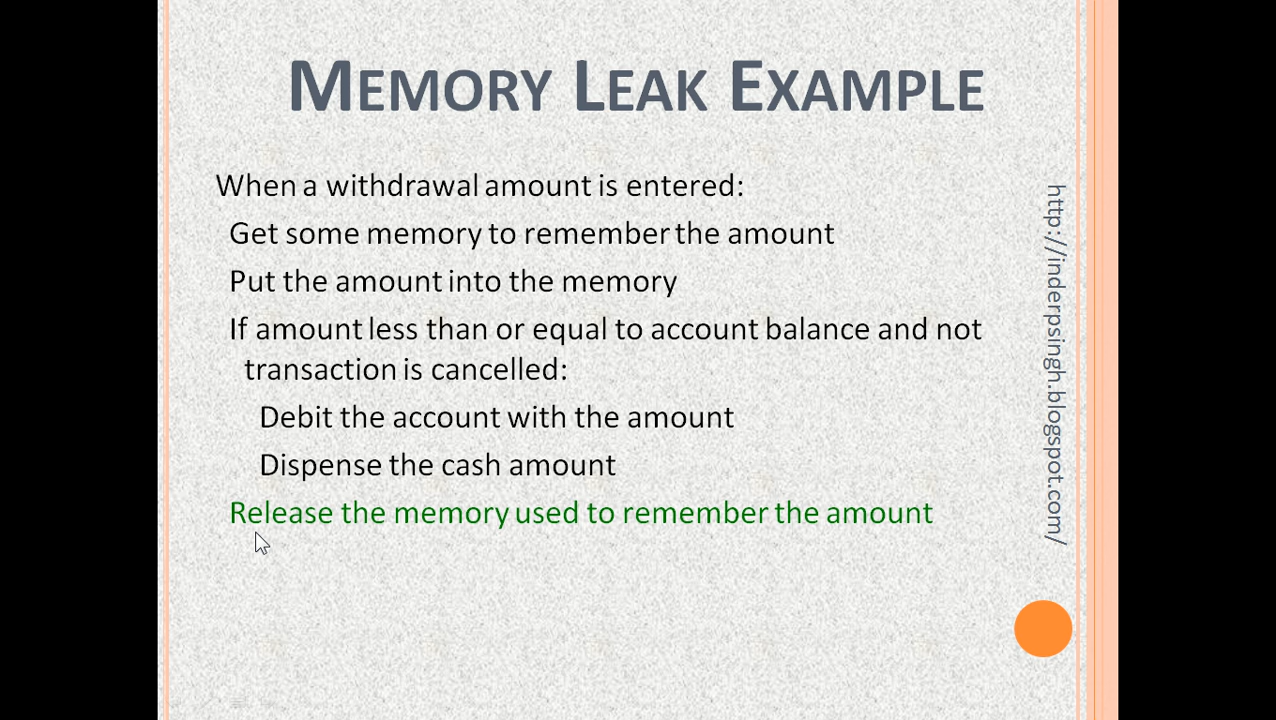 MEMORY LEAK EXAMPLE
When a withdrawal amount is entered:
Get some memory to remember the amount
Put the amount into the memory
If amount less than or equal to account balance and not
transaction is cancelled:
Debit the account with the amount
Dispense the cash amount
Release the memory used to remember the amount
http://inderpsingh.blogspot.com/